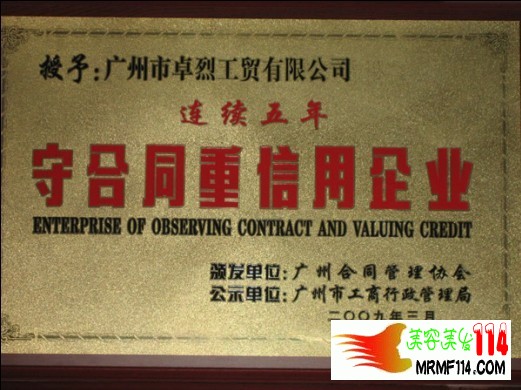 授予：广州市卓烈工贸有限公司
连续五年
守合同重信用企业
ENTERPRISE OF OBSERVING CONTRACT AND VALUING CREDIT
颁发单位：广州合同管理协会
公示单位：广州市工商行政管理局
二〇〇九年三月
美容美发114
MRMF114.COM